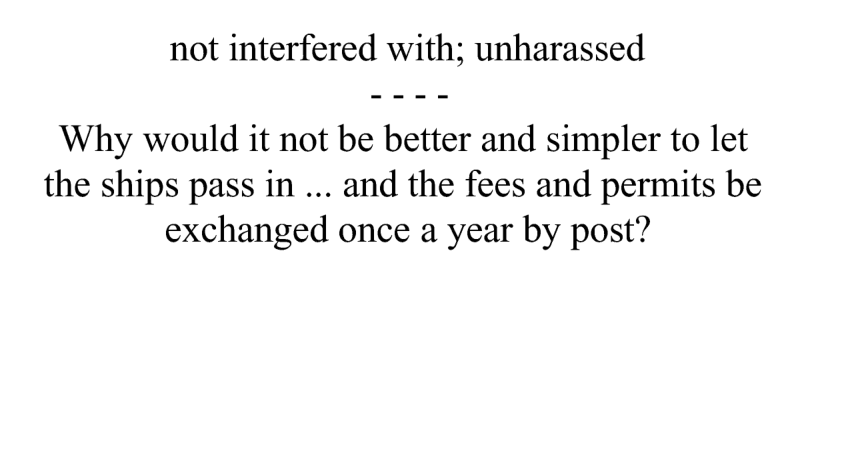 not interfered with; unharassed
- - - -
Why would it not be better and simpler to let
the ships pass in ... and the fees and permits be
exchanged once a year by post?